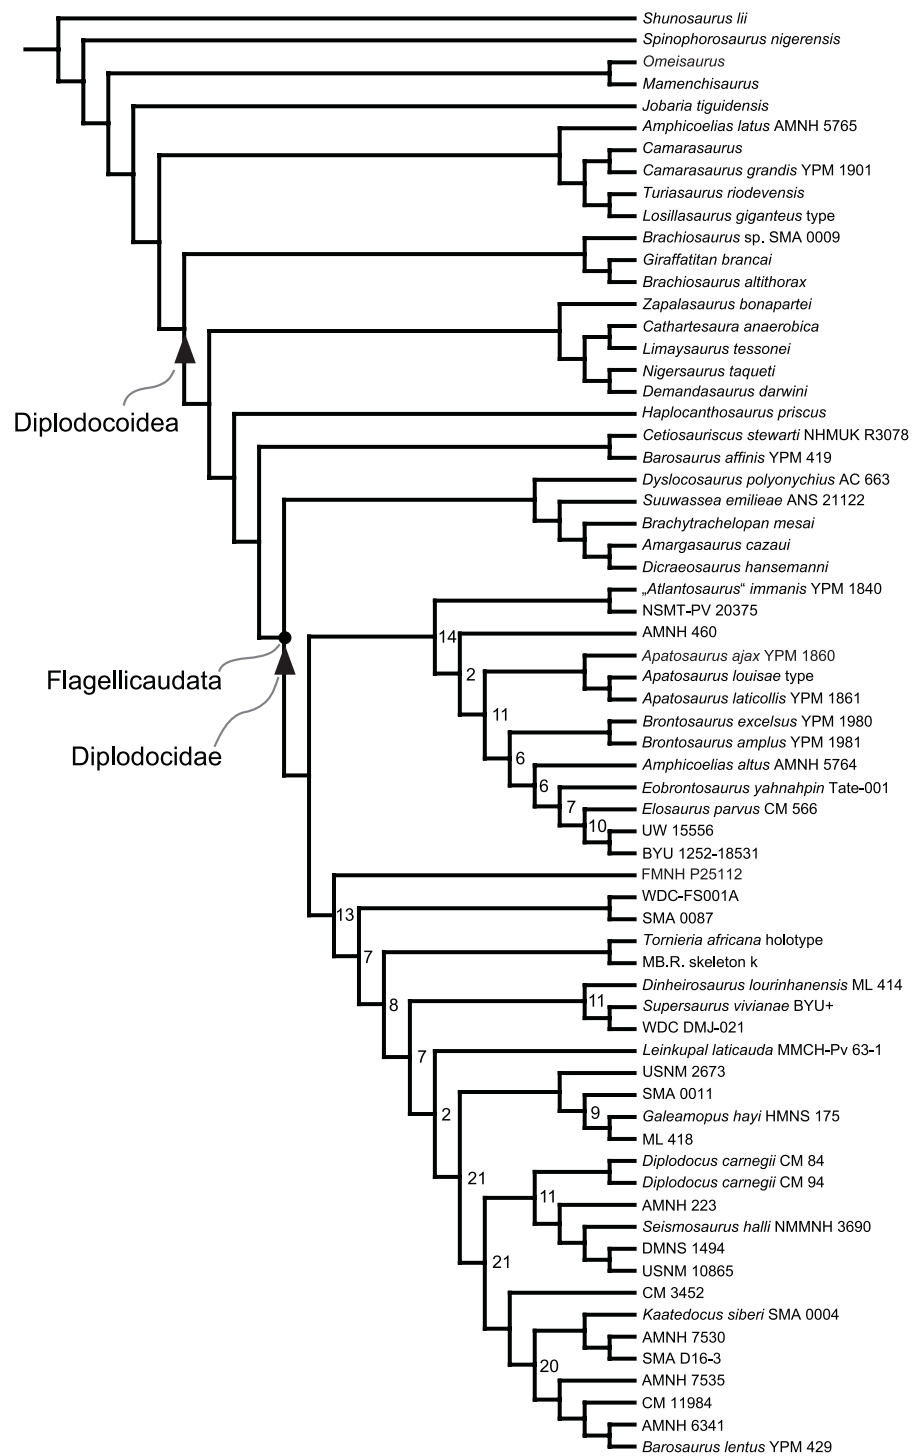 Shunosaurus lii
Spinophorosaurus nigerensis
Omeisaurus
Mamenchisaurus
Jobaria tiguidensis
Amphicoelias latus AMNH 5765
Camarasaurus
Camarasaurus grandis YPM 1901
Turiasaurus riodevensis
Losillasaurus giganteus type
Brachiosaurus sp. SMA 0009
Giraffatitan brancai
Brachiosaurus altithorax
Zapalasaurus bonapartei
Cathartesaura anaerobica
Limaysaurus tessonei
Nigersaurus taqueti
Demandasaurus darwini
Diplodocoidea
Haplocanthosaurus priscus
Cetiosauriscus stewarti NHMUK R3078
Barosaurus affinis YPM 419
Dyslocosaurus polyonychius AC 663
Suuwassea emilieae ANS 21122
Brachytrachelopan mesai
Amargasaurus cazaui
Dicraeosaurus hansemanni
„Atlantosaurus“ immanis YPM 1840
NSMT-PV 20375
14
AMNH 460
Apatosaurus ajax YPM 1860
2
Apatosaurus louisae type
Flagellicaudata
Apatosaurus laticollis YPM 1861
11
Brontosaurus excelsus YPM 1980
Brontosaurus amplus YPM 1981
Diplodocidae
6
Amphicoelias altus AMNH 5764
6
Eobrontosaurus yahnahpin Tate-001
7
Elosaurus parvus CM 566
10
UW 15556
BYU 1252-18531
FMNH P25112
WDC-FS001A
13
SMA 0087
Tornieria africana holotype
7
MB.R. skeleton k
Dinheirosaurus lourinhanensis ML 414
11
8
Supersaurus vivianae BYU+
WDC DMJ-021
Leinkupal laticauda MMCH-Pv 63-1
7
USNM 2673
SMA 0011
9
2
Galeamopus hayi HMNS 175
ML 418
Diplodocus carnegii CM 84
21
Diplodocus carnegii CM 94
11
AMNH 223
Seismosaurus halli NMMNH 3690
DMNS 1494
21
USNM 10865
CM 3452
Kaatedocus siberi SMA 0004
AMNH 7530
SMA D16-3
20
AMNH 7535
CM 11984
AMNH 6341
Barosaurus lentus YPM 429